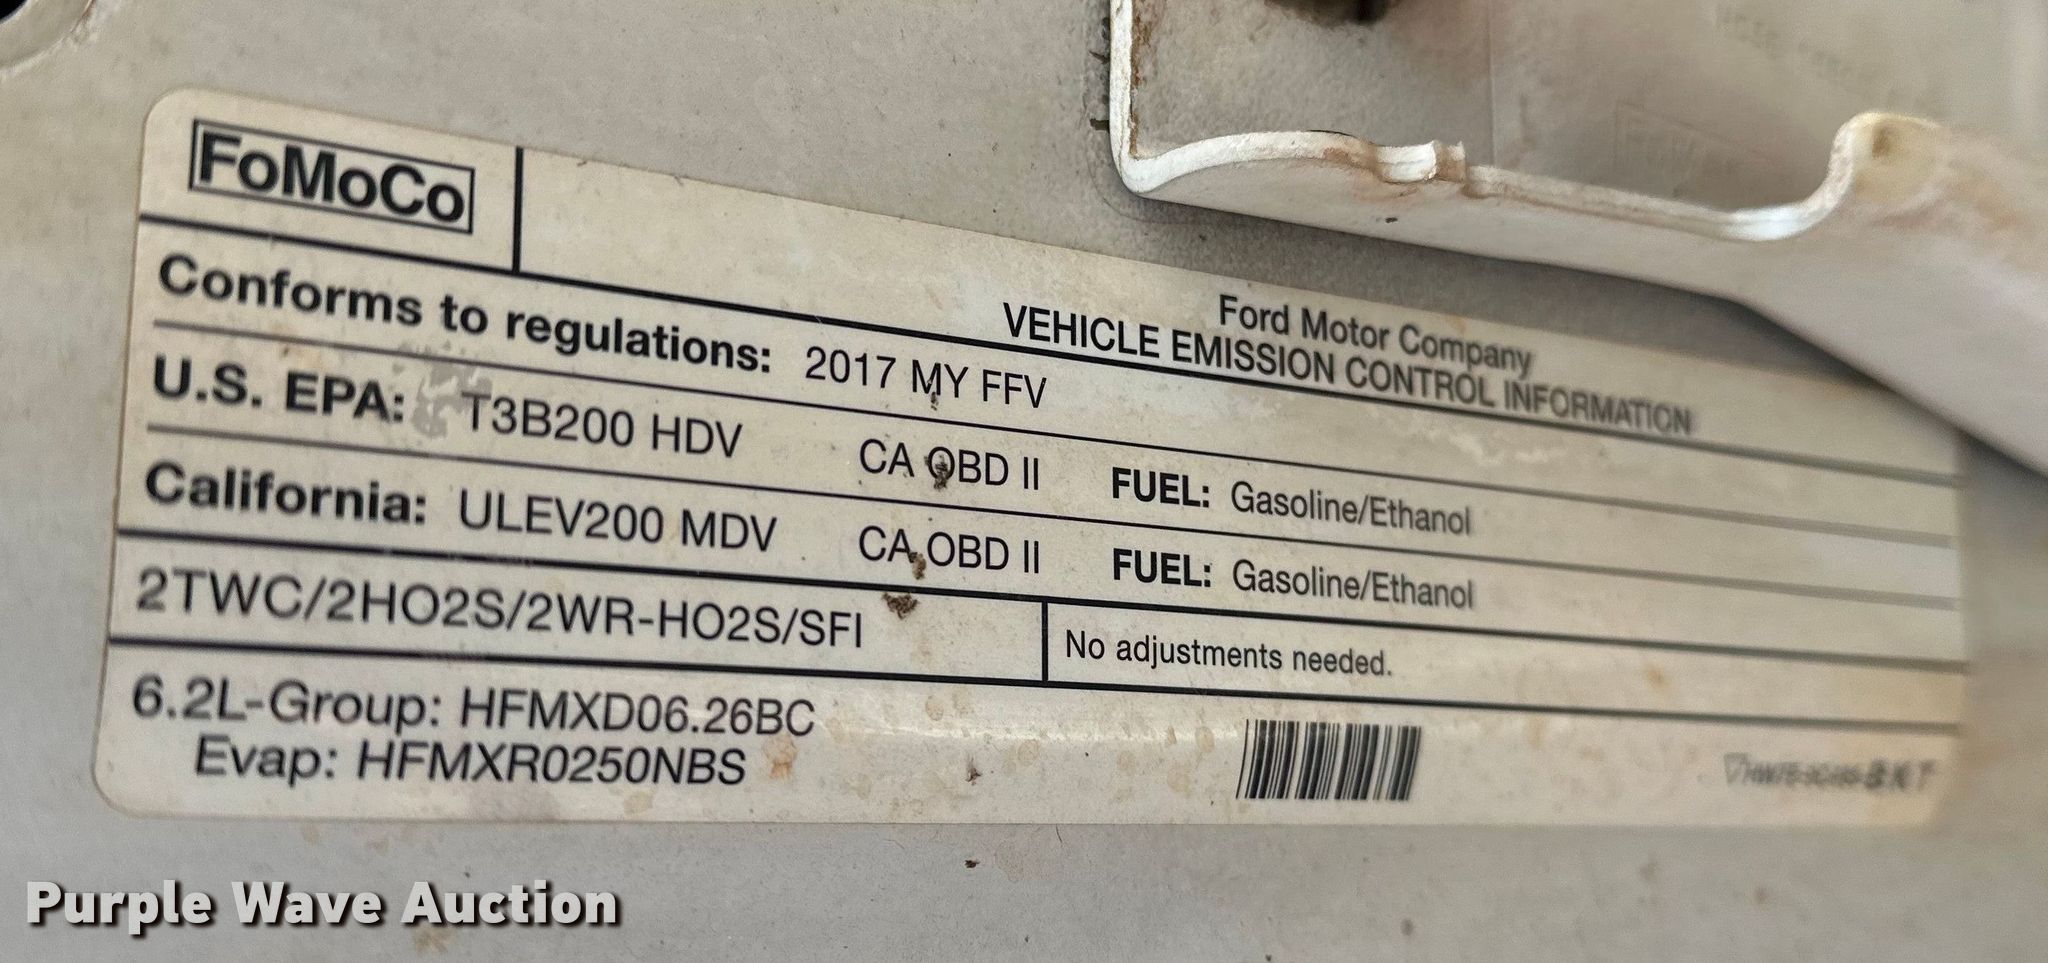 FoMoCo
Ford Motor Company
VEHICLE EMISSION CONTROL INFORMATION
Conforms to regulations: 2017 MY FFV
U.S. EPA: T3B200 HDV CA OBD II FUEL: Gasoline/Ethanol
California: ULEV200 MDV CA OBD II FUEL: Gasoline/Ethanol
2TWC/2HO2S/2WR-HO2S/SFI
No adjustments needed.
6.2L-Group: HFMXD06.26BC
Evap: HFMXR0250NBS
Purple Wave Auction